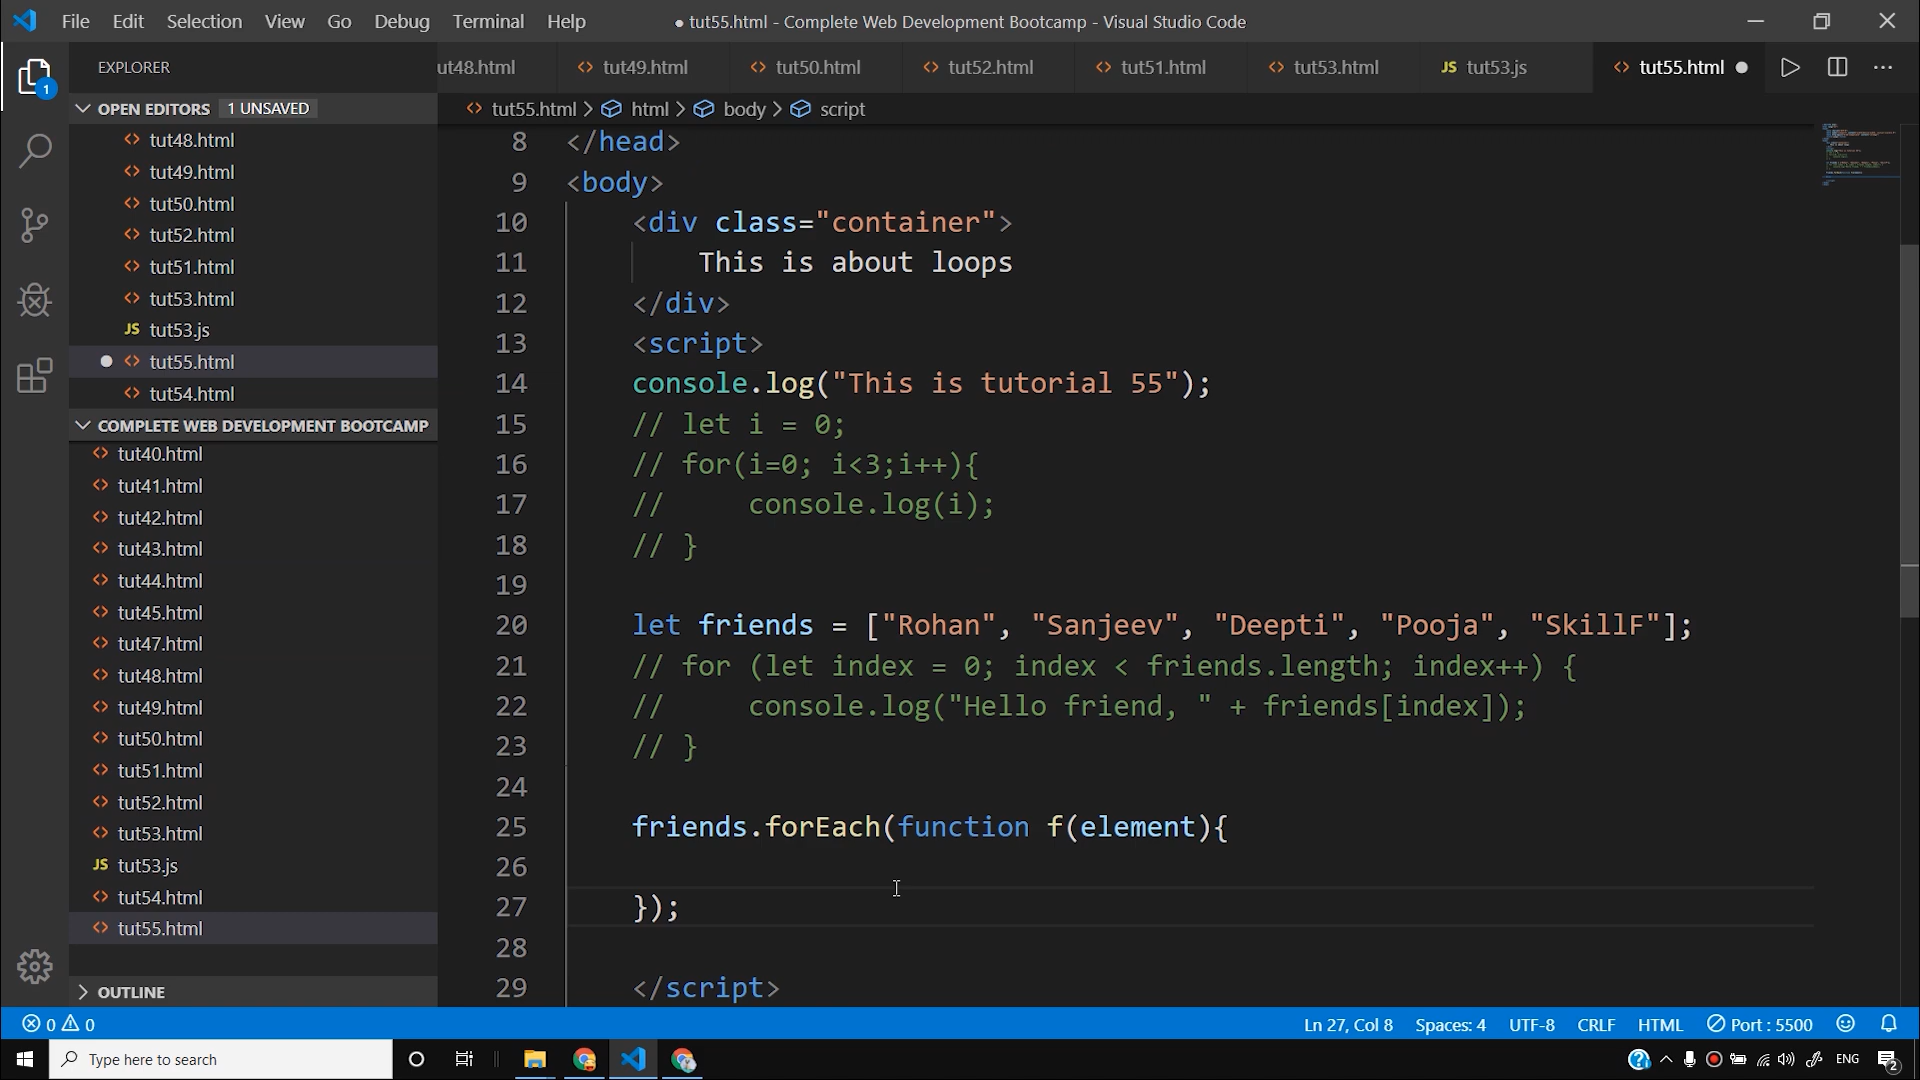 File Edit Selection View Go Debug Terminal Help
● tut55.html - Complete Web Development Bootcamp - Visual Studio Code
EXPLORER
ut48.html
tut49.html
tut50.html
tut52.html
tut51.html
tut53.html
JS tut53.js
tut55.html
OPEN EDITORS 1 UNSAVED
tut48.html
tut49.html
tut50.html
tut52.html
tut51.html
tut53.html
JS tut53.js
tut55.html
tut54.html
COMPLETE WEB DEVELOPMENT BOOTCAMP
tut40.html
tut41.html
tut42.html
tut43.html
tut44.html
tut45.html
tut47.html
tut48.html
tut49.html
tut50.html
tut51.html
tut52.html
tut53.html
JS tut53.js
tut54.html
tut55.html
OUTLINE
1
tut55.html > html > body > script
8 </head>
9 <body>
10 <div class="container">
11 This is about loops
12 </div>
13 <script>
14 console.log("This is tutorial 55");
15 // let i = 0;
16 // for(i=0; i<3;i++){
17 // console.log(i);
18 // }
19
20 let friends = ["Rohan", "Sanjeev", "Deepti", "Pooja", "SkillF"];
21 // for (let index = 0; index < friends.length; index++) {
22 // console.log("Hello friend, " + friends[index]);
23 // }
24
25 friends.forEach(function f(element){
26
27 });
28
29 </script>
0 0
Ln 27, Col 8 Spaces: 4 UTF-8 CRLF HTML Port : 5500
Type here to search
ENG
2